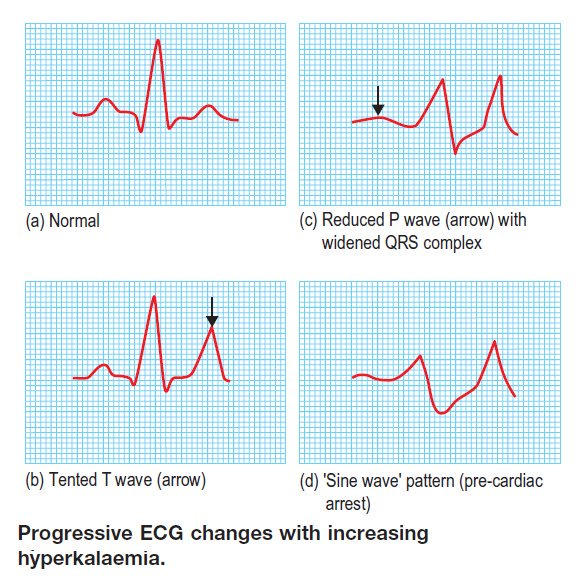 (a) Normal
(b) Tented T wave (arrow)
(c) Reduced P wave (arrow) with
widened QRS complex
(d) 'Sine wave' pattern (pre-cardiac
arrest)
Progressive ECG changes with increasing
hyperkalaemia.